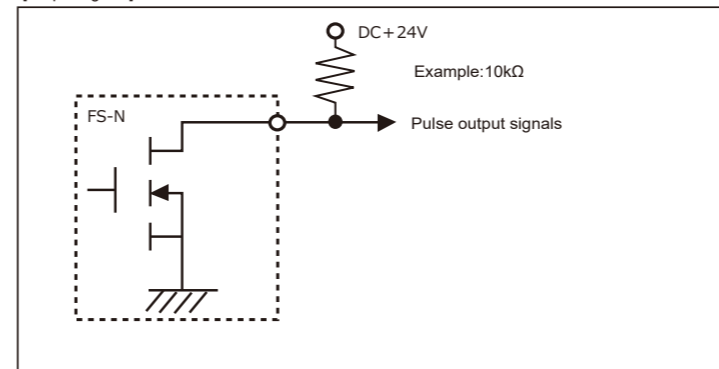 DC+24V
Example:10kΩ
FS-N
Pulse output signals